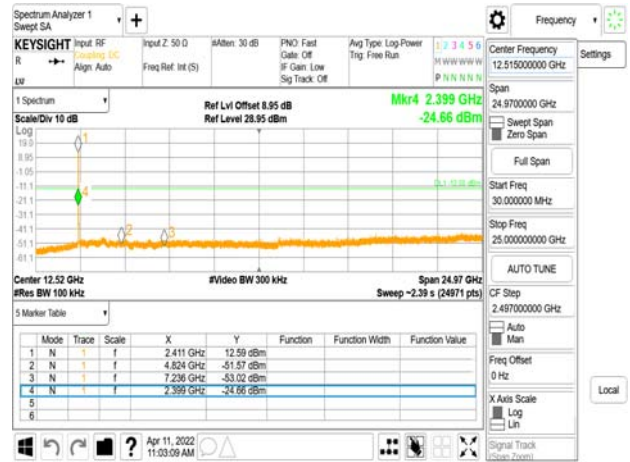 Spectrum Analyzer 1
Swept SA
Frequency
KEYSIGHT
R
Input: RF
Coupling: DC
Align: Auto
Input Z: 50 Ω
Freq Ref: Int (S)
#Atten: 30 dB
PNO: Fast
Gate: Off
IF Gain: Low
Sig Track: Off
Avg Type: Log-Power
Trig: Free Run
1 2 3 4 5 6
M W W W W W
P N N N N N
1 Spectrum
Scale/Div 10 dB
Log
Ref Lvl Offset 8.95 dB
Ref Level 28.95 dBm
Mkr4 2.399 GHz
-24.66 dBm
19.0
8.95
-1.05
-11.1
-21.1
-31.1
-41.1
-51.1
-61.1
1
4
2
3
Center 12.52 GHz
#Res BW 100 kHz
#Video BW 300 kHz
Span 24.97 GHz
Sweep ~2.39 s (24971 pts)
5 Marker Table
Mode Trace Scale X Y Function Function Width Function Value
1 N 1 f 2.411 GHz 12.59 dBm
2 N 1 f 4.824 GHz -51.57 dBm
3 N 1 f 7.236 GHz -53.02 dBm
4 N 1 f 2.399 GHz -24.66 dBm
5
6
Apr 11, 2022
11:03:09 AM
Center Frequency
12.515000000 GHz
Settings
Span
24.9700000 GHz
Swept Span
Zero Span
Full Span
Start Freq
30.000000 MHz
Stop Freq
25.000000000 GHz
AUTO TUNE
CF Step
2.497000000 GHz
Auto
Man
Freq Offset
0 Hz
X Axis Scale
Log
Lin
Local
Signal Track
(Span Zoom)